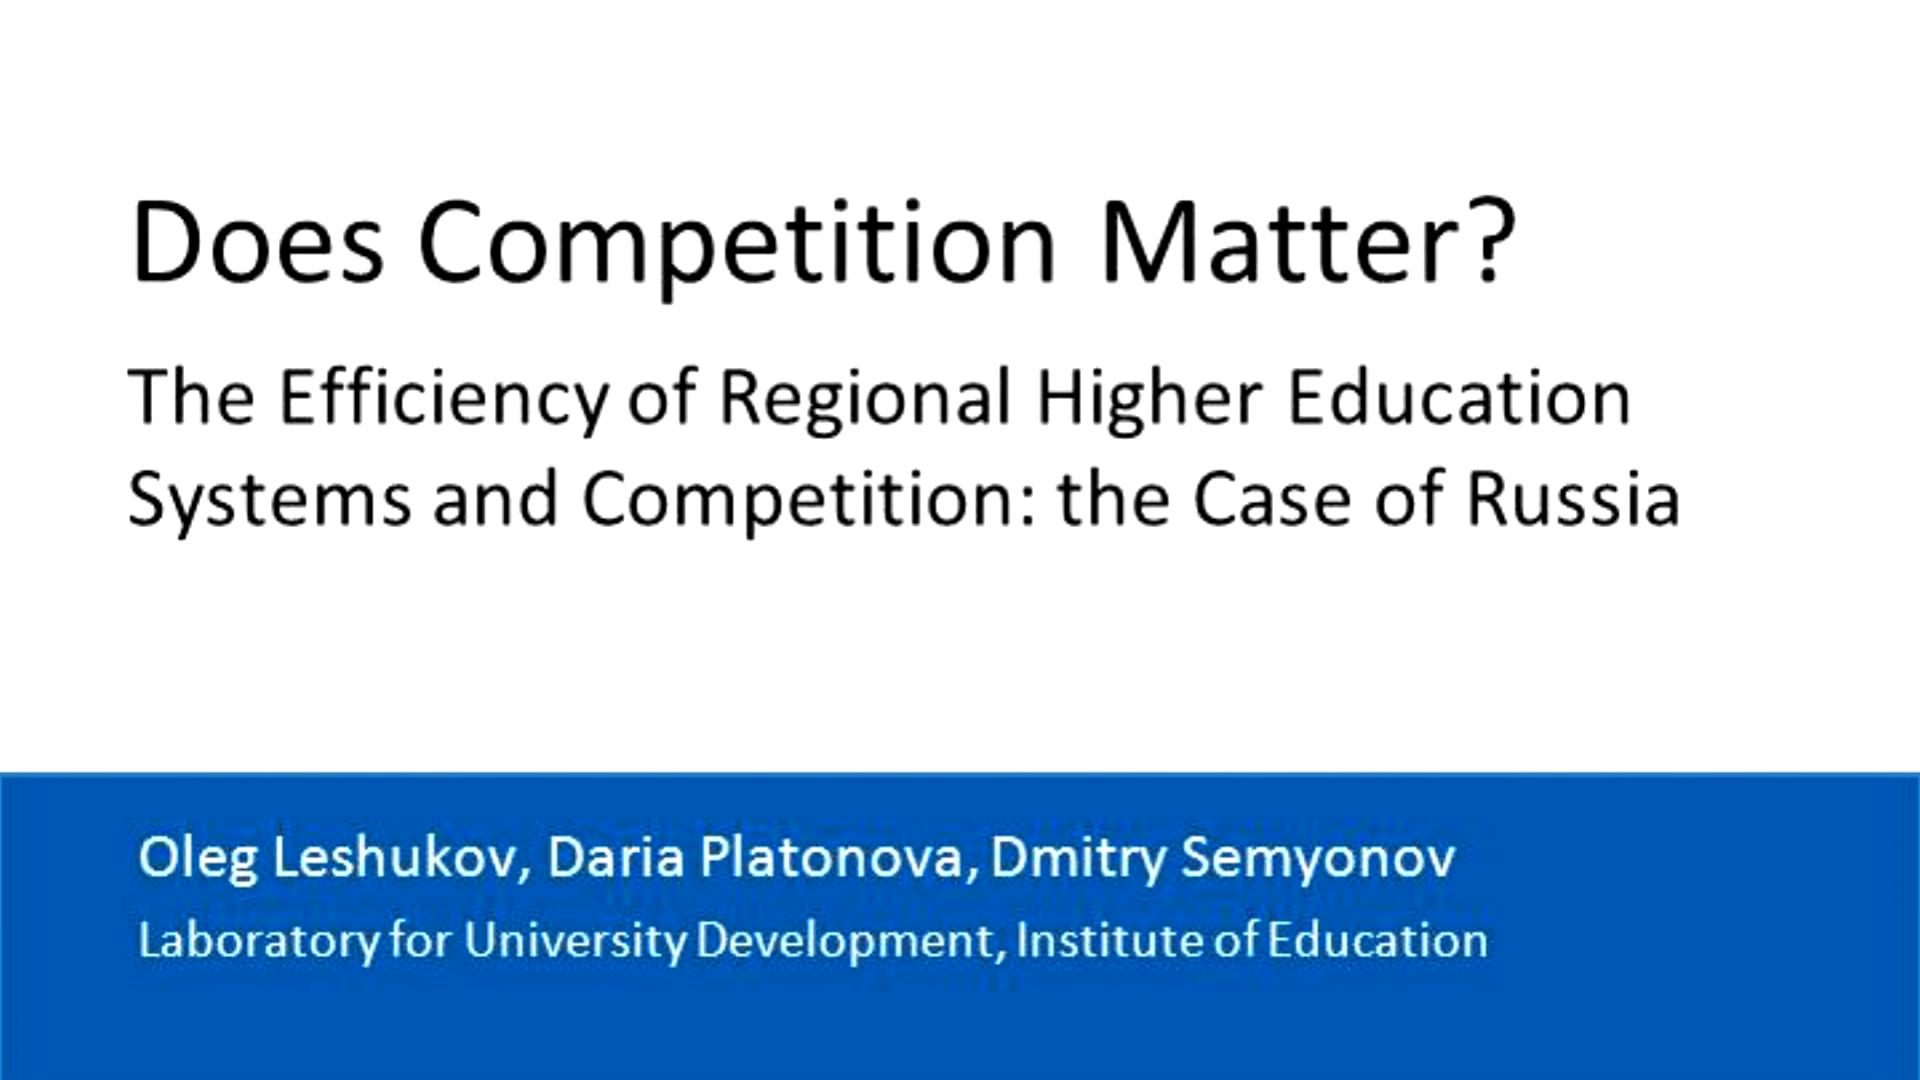 Does Competition Matter?
The Efficiency of Regional Higher Education
Systems and Competition: the Case of Russia
Oleg Leshukov, Daria Platonova, Dmitry Semyonov
Laboratory for University Development, Institute of Education